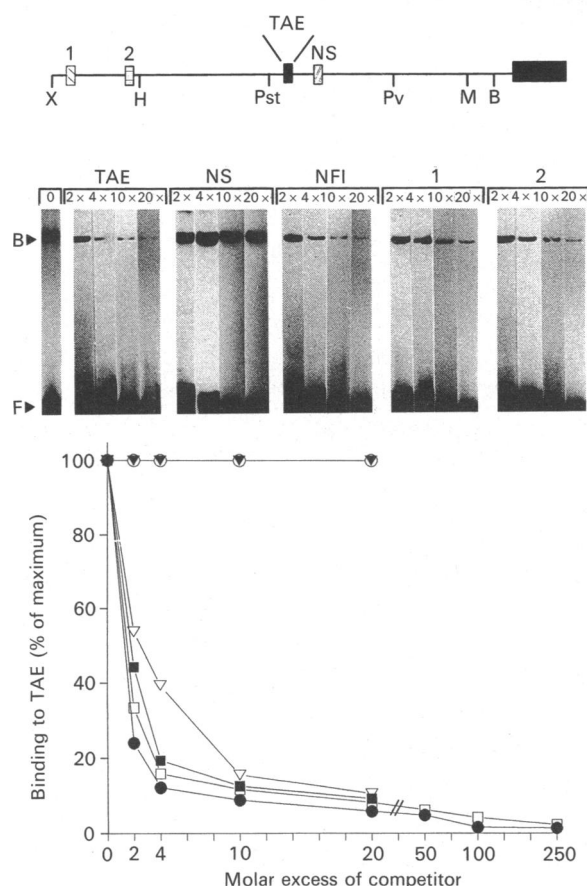 TAE
1 2 NS
X H Pst Pv M B
TAE NS NFI 1 2
0 2 × 4 × 10 × 20 × 2 × 4 × 10 × 20 × 2 × 4 × 10 × 20 × 2 × 4 × 10 × 20 × 2 × 4 × 10 × 20 ×
B
F
100
80
60
40
20
0
Binding to TAE (% of maximum)
0 2 4 10 20 50 100 250
Molar excess of competitor